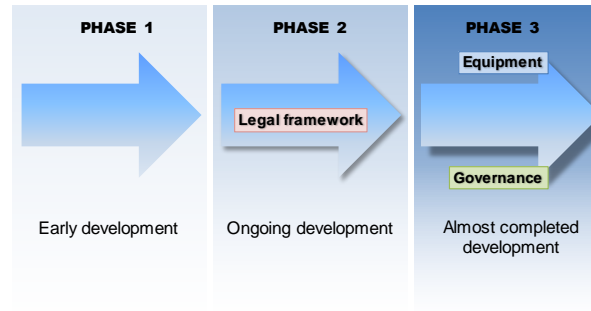 PHASE 1
Early development
PHASE 2
Legal framework
Ongoing development
PHASE 3
Equipment
Governance
Almost completed
development